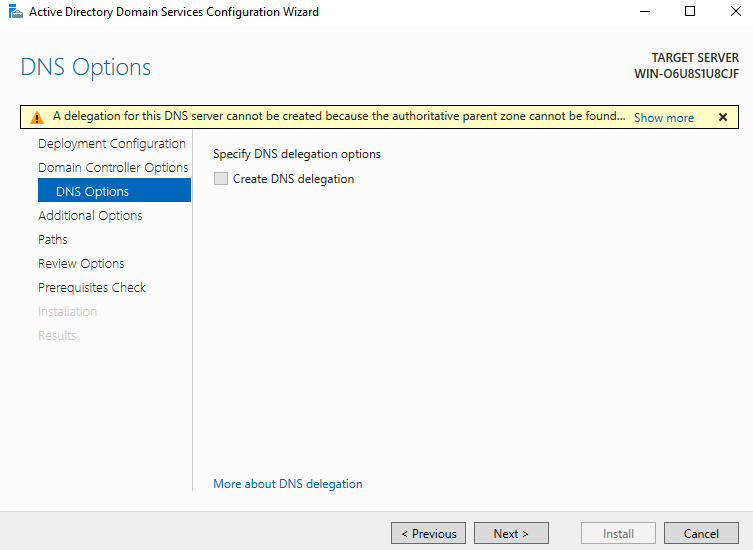 Active Directory Domain Services Configuration Wizard
DNS Options
TARGET SERVER
WIN-O6U8S1U8CJF
A delegation for this DNS server cannot be created because the authoritative parent zone cannot be found... Show more
Deployment Configuration
Domain Controller Options
DNS Options
Additional Options
Paths
Review Options
Prerequisites Check
Installation
Results
Specify DNS delegation options
Create DNS delegation
More about DNS delegation
< Previous Next > Install Cancel